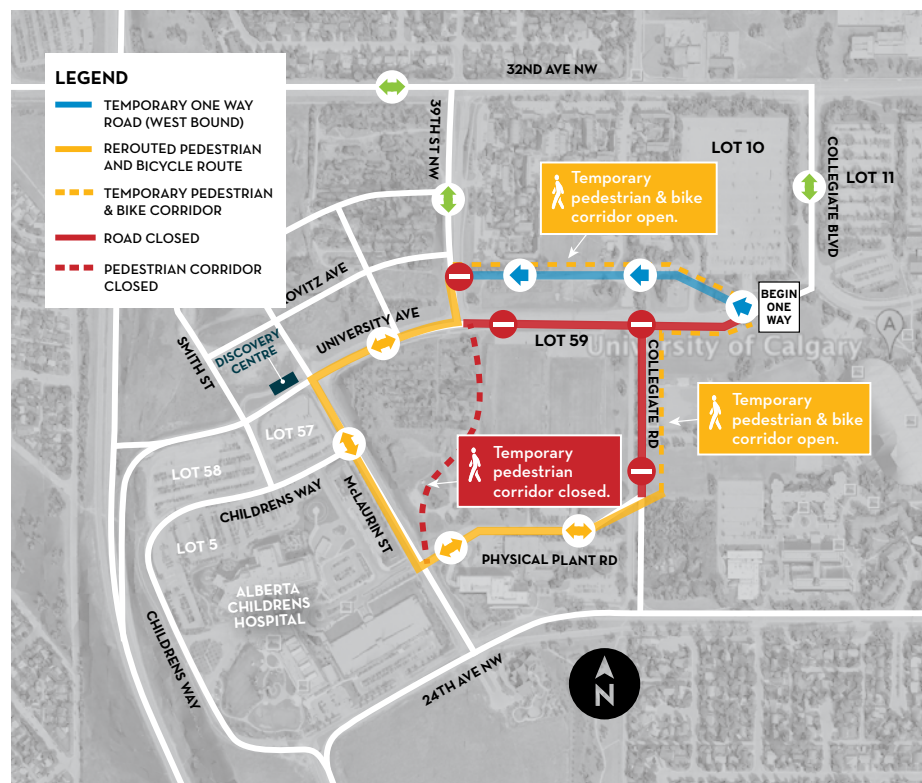 LEGEND
TEMPORARY ONE WAY
ROAD (WEST BOUND)
REROUTED PEDESTRIAN
AND BICYCLE ROUTE
TEMPORARY PEDESTRIAN
& BIKE CORRIDOR
ROAD CLOSED
PEDESTRIAN CORRIDOR
CLOSED
32ND AVE NW
39TH ST NW
LOT 10
LOT 11
COLLEGIATE BLVD
Temporary
pedestrian & bike
corridor open.
BEGIN
ONE
WAY
OVITZ AVE
UNIVERSITY AVE
SMITH ST
DISCOVERY
CENTRE
LOT 59
University of Calgary
A
COLLEGIATE RD
Temporary
pedestrian & bike
corridor open.
LOT 57
LOT 58
Temporary
pedestrian
corridor closed.
CHILDRENS WAY
McLAURIN ST
LOT 5
PHYSICAL PLANT RD
ALBERTA
CHILDRENS
HOSPITAL
CHILDRENS WAY
24TH AVE NW
N